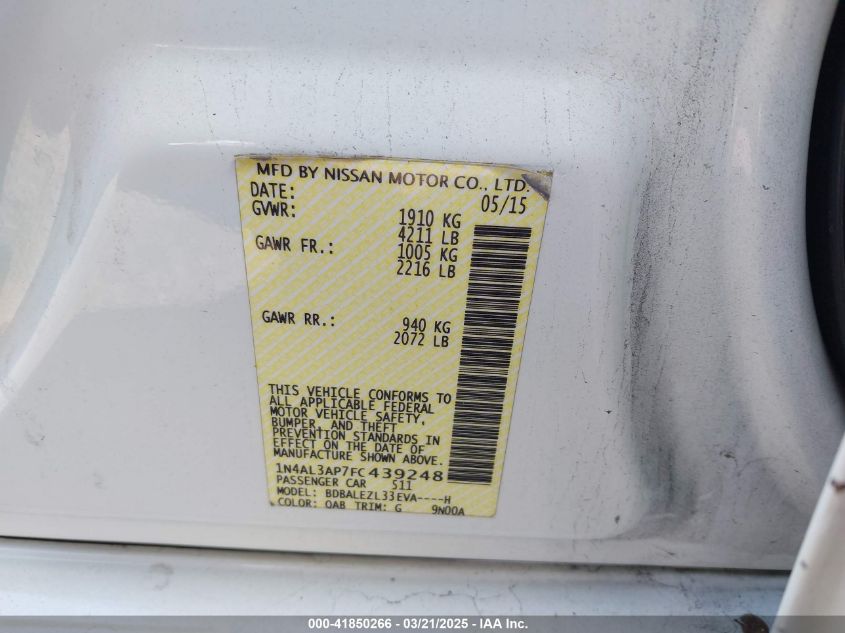 MFD BY NISSAN MOTOR CO., LTD.
DATE: 05/15
GVWR: 1910 KG
4211 LB
GAWR FR.: 1005 KG
2216 LB
GAWR RR.: 940 KG
2072 LB
THIS VEHICLE CONFORMS TO
ALL APPLICABLE FEDERAL
MOTOR VEHICLE SAFETY,
BUMPER, AND THEFT
PREVENTION STANDARDS IN
EFFECT ON THE DATE OF
MANUFACTURE SHOWN ABOVE.
1N4AL3AP7FC439248
PASSENGER CAR 511
MODEL: BDBALEZL33EVA----H
COLOR: QAB TRIM: G 9N00A
000-41850266 - 03/21/2025 - IAA Inc.